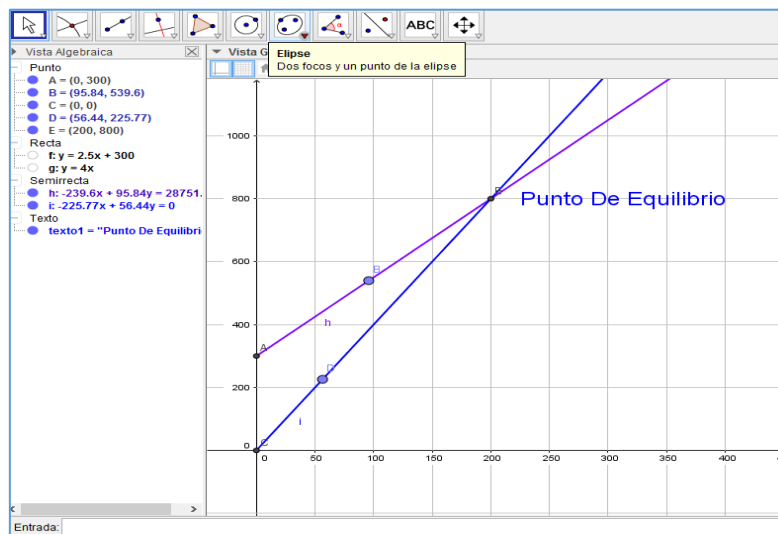 ABC
Vista Algebraica
Vista G
Elipse
Dos focos y un punto de la elipse
Punto
A = (0, 300)
B = (95.84, 539.6)
C = (0, 0)
D = (56.44, 225.77)
E = (200, 800)
Recta
f: y = 2.5x + 300
g: y = 4x
Semirrecta
h: -239.6x + 95.84y = 28751.
i: -225.77x + 56.44y = 0
Texto
texto1 = "Punto De Equilibri
1000
800
600
400
200
0
0
50
100
150
200
250
300
350
400
A
B
C
D
E
h
i
Punto De Equilibrio
Entrada: